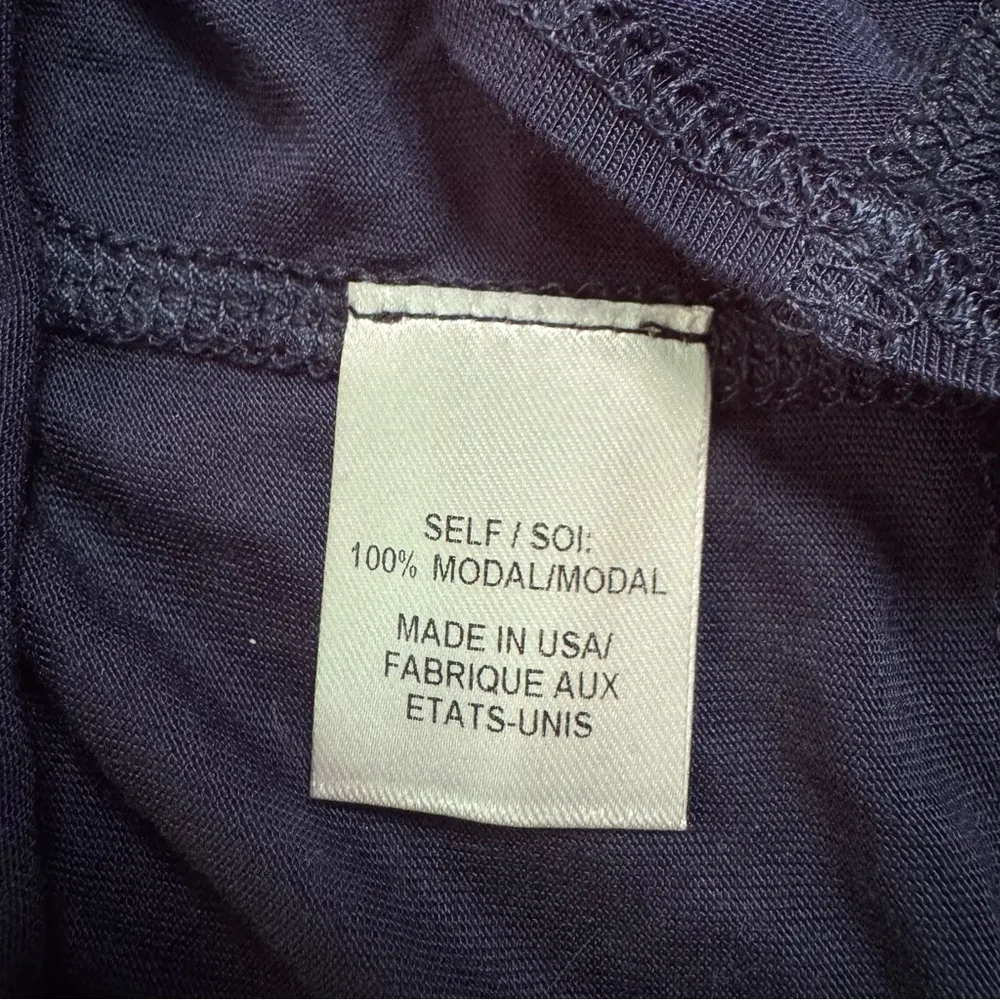 SELF / SOI:
100% MODAL/MODAL
MADE IN USA/
FABRIQUE AUX
ETATS-UNIS